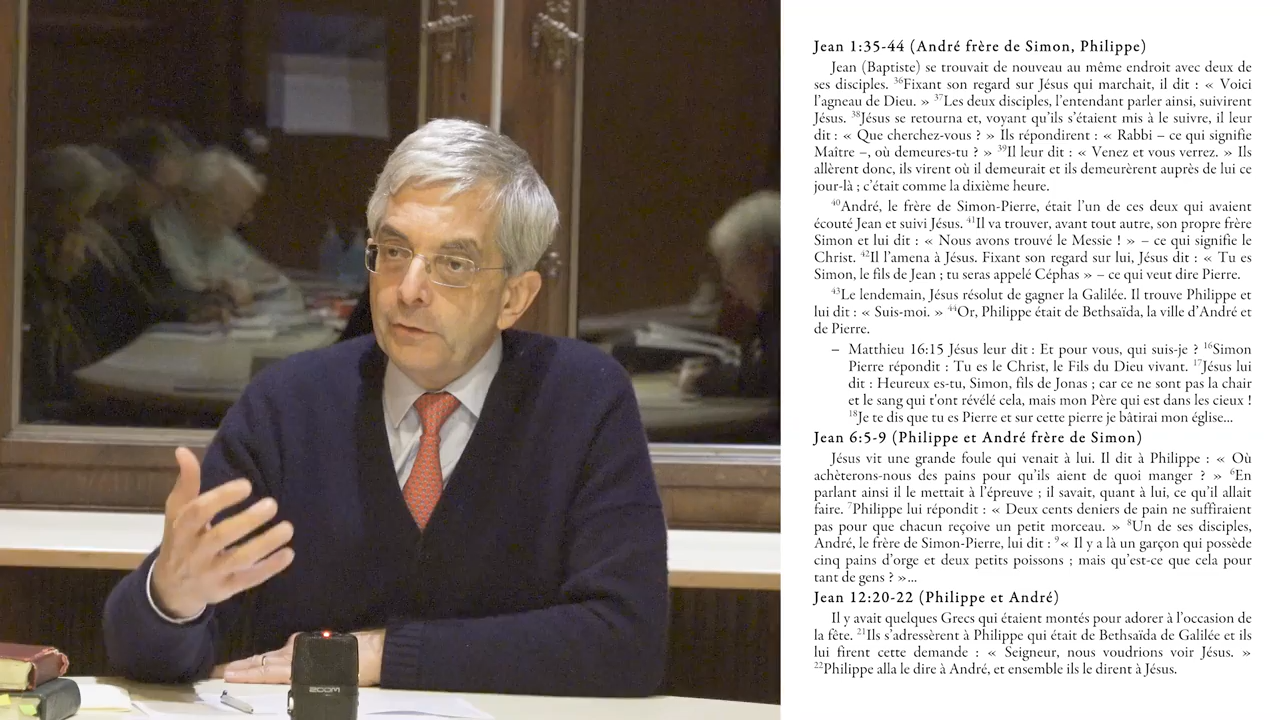 Jean 1:35-44 (André frère de Simon, Philippe)
Jean (Baptiste) se trouvait de nouveau au même endroit avec deux de
ses disciples. ³⁶Fixant son regard sur Jésus qui marchait, il dit : « Voici
l'agneau de Dieu. » ³⁷Les deux disciples, l'entendant parler ainsi, suivirent
Jésus. ³⁸Jésus se retourna et, voyant qu'ils s'étaient mis à le suivre, il leur
dit : « Que cherchez-vous ? » Ils répondirent : « Rabbi – ce qui signifie
Maître –, où demeures-tu ? » ³⁹Il leur dit : « Venez et vous verrez. » Ils
allèrent donc, ils virent où il demeurait et ils demeurèrent auprès de lui ce
jour-là ; c'était comme la dixième heure.
⁴⁰André, le frère de Simon-Pierre, était l'un de ces deux qui avaient
écouté Jean et suivi Jésus. ⁴¹Il va trouver, avant tout autre, son propre frère
Simon et lui dit : « Nous avons trouvé le Messie ! » – ce qui signifie le
Christ. ⁴²Il l'amena à Jésus. Fixant son regard sur lui, Jésus dit : « Tu es
Simon, le fils de Jean ; tu seras appelé Céphas » – ce qui veut dire Pierre.
⁴³Le lendemain, Jésus résolut de gagner la Galilée. Il trouve Philippe et
lui dit : « Suis-moi. » ⁴⁴Or, Philippe était de Bethsaïda, la ville d'André et
de Pierre.
– Matthieu 16:15 Jésus leur dit : Et pour vous, qui suis-je ? ¹⁶Simon
Pierre répondit : Tu es le Christ, le Fils du Dieu vivant. ¹⁷Jésus lui
dit : Heureux es-tu, Simon, fils de Jonas ; car ce ne sont pas la chair
et le sang qui t'ont révélé cela, mais mon Père qui est dans les cieux !
¹⁸Je te dis que tu es Pierre et sur cette pierre je bâtirai mon église...
Jean 6:5-9 (Philippe et André frère de Simon)
Jésus vit une grande foule qui venait à lui. Il dit à Philippe : « Où
achèterons-nous des pains pour qu'ils aient de quoi manger ? » ⁶En
parlant ainsi il le mettait à l'épreuve ; il savait, quant à lui, ce qu'il allait
faire. ⁷Philippe lui répondit : « Deux cents deniers de pain ne suffiraient
pas pour que chacun reçoive un petit morceau. » ⁸Un de ses disciples,
André, le frère de Simon-Pierre, lui dit : ⁹« Il y a là un garçon qui possède
cinq pains d'orge et deux petits poissons ; mais qu'est-ce que cela pour
tant de gens ? »...
Jean 12:20-22 (Philippe et André)
Il y avait quelques Grecs qui étaient montés pour adorer à l'occasion de
la fête. ²¹Ils s'adressèrent à Philippe qui était de Bethsaïda de Galilée et ils
lui firent cette demande : « Seigneur, nous voudrions voir Jésus. »
²²Philippe alla le dire à André, et ensemble ils le dirent à Jésus.
zoom